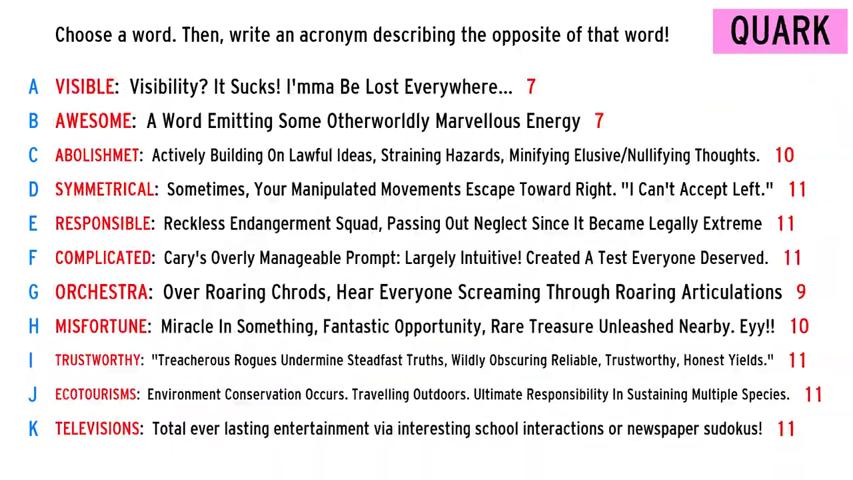 Choose a word. Then, write an acronym describing the opposite of that word!
QUARK
A VISIBLE: Visibility? It Sucks! I'mma Be Lost Everywhere... 7
B AWESOME: A Word Emitting Some Otherworldly Marvellous Energy 7
C ABOLISHMET: Actively Building On Lawful Ideas, Straining Hazards, Minifying Elusive/Nullifying Thoughts. 10
D SYMMETRICAL: Sometimes, Your Manipulated Movements Escape Toward Right. "I Can't Accept Left." 11
E RESPONSIBLE: Reckless Endangerment Squad, Passing Out Neglect Since It Became Legally Extreme 11
F COMPLICATED: Cary's Overly Manageable Prompt: Largely Intuitive! Created A Test Everyone Deserved. 11
G ORCHESTRA: Over Roaring Chrods, Hear Everyone Screaming Through Roaring Articulations 9
H MISFORTUNE: Miracle In Something, Fantastic Opportunity, Rare Treasure Unleashed Nearby. Eyy!! 10
I TRUSTWORTHY: "Treacherous Rogues Undermine Steadfast Truths, Wildly Obscuring Reliable, Trustworthy, Honest Yields." 11
J ECOTOURISMS: Environment Conservation Occurs. Travelling Outdoors. Ultimate Responsibility In Sustaining Multiple Species. 11
K TELEVISIONS: Total ever lasting entertainment via interesting school interactions or newspaper sudokus! 11